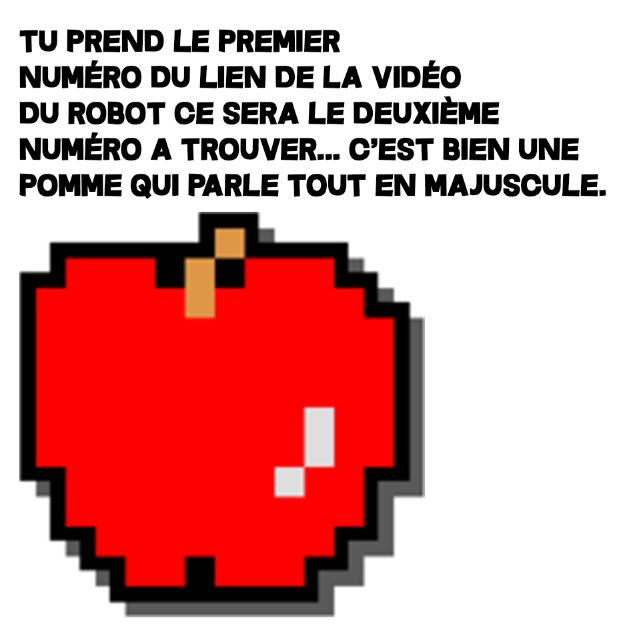 TU PREND LE PREMIER
NUMÉRO DU LIEN DE LA VIDÉO
DU ROBOT CE SERA LE DEUXIÈME
NUMÉRO A TROUVER... C'EST BIEN UNE
POMME QUI PARLE TOUT EN MAJUSCULE.